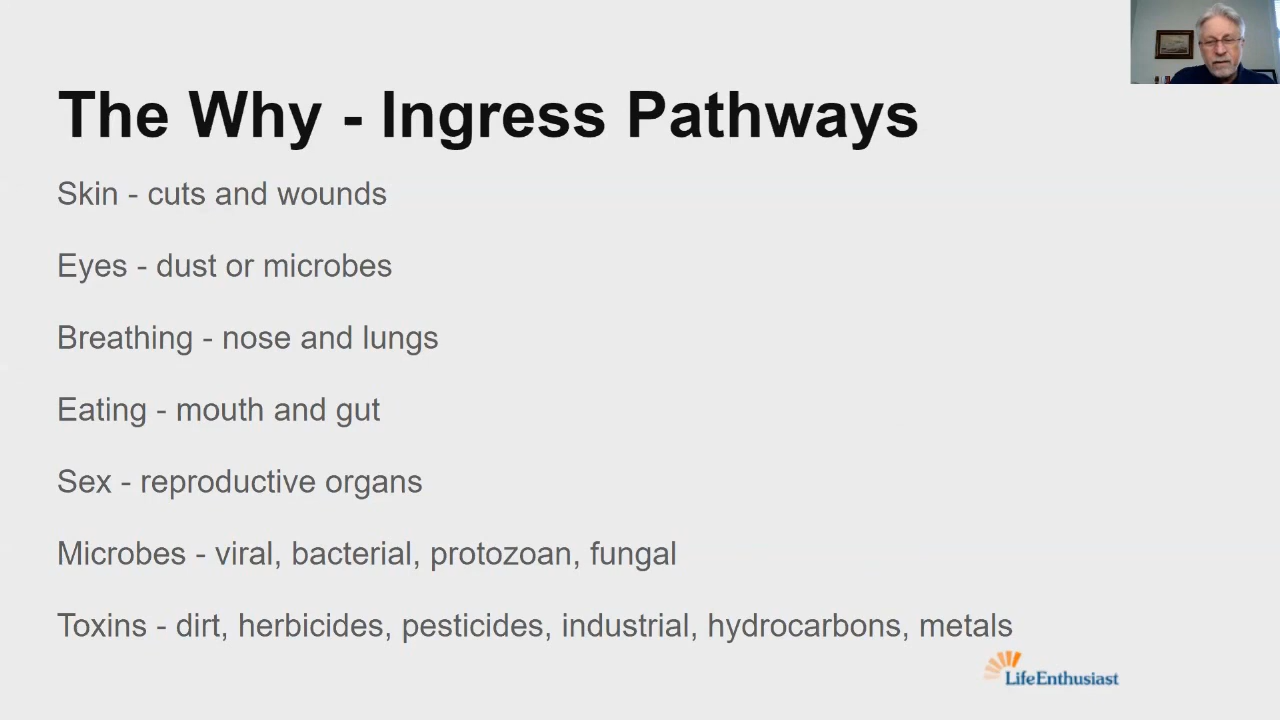 The Why - Ingress Pathways
Skin - cuts and wounds
Eyes - dust or microbes
Breathing - nose and lungs
Eating - mouth and gut
Sex - reproductive organs
Microbes - viral, bacterial, protozoan, fungal
Toxins - dirt, herbicides, pesticides, industrial, hydrocarbons, metals
LifeEnthusiast